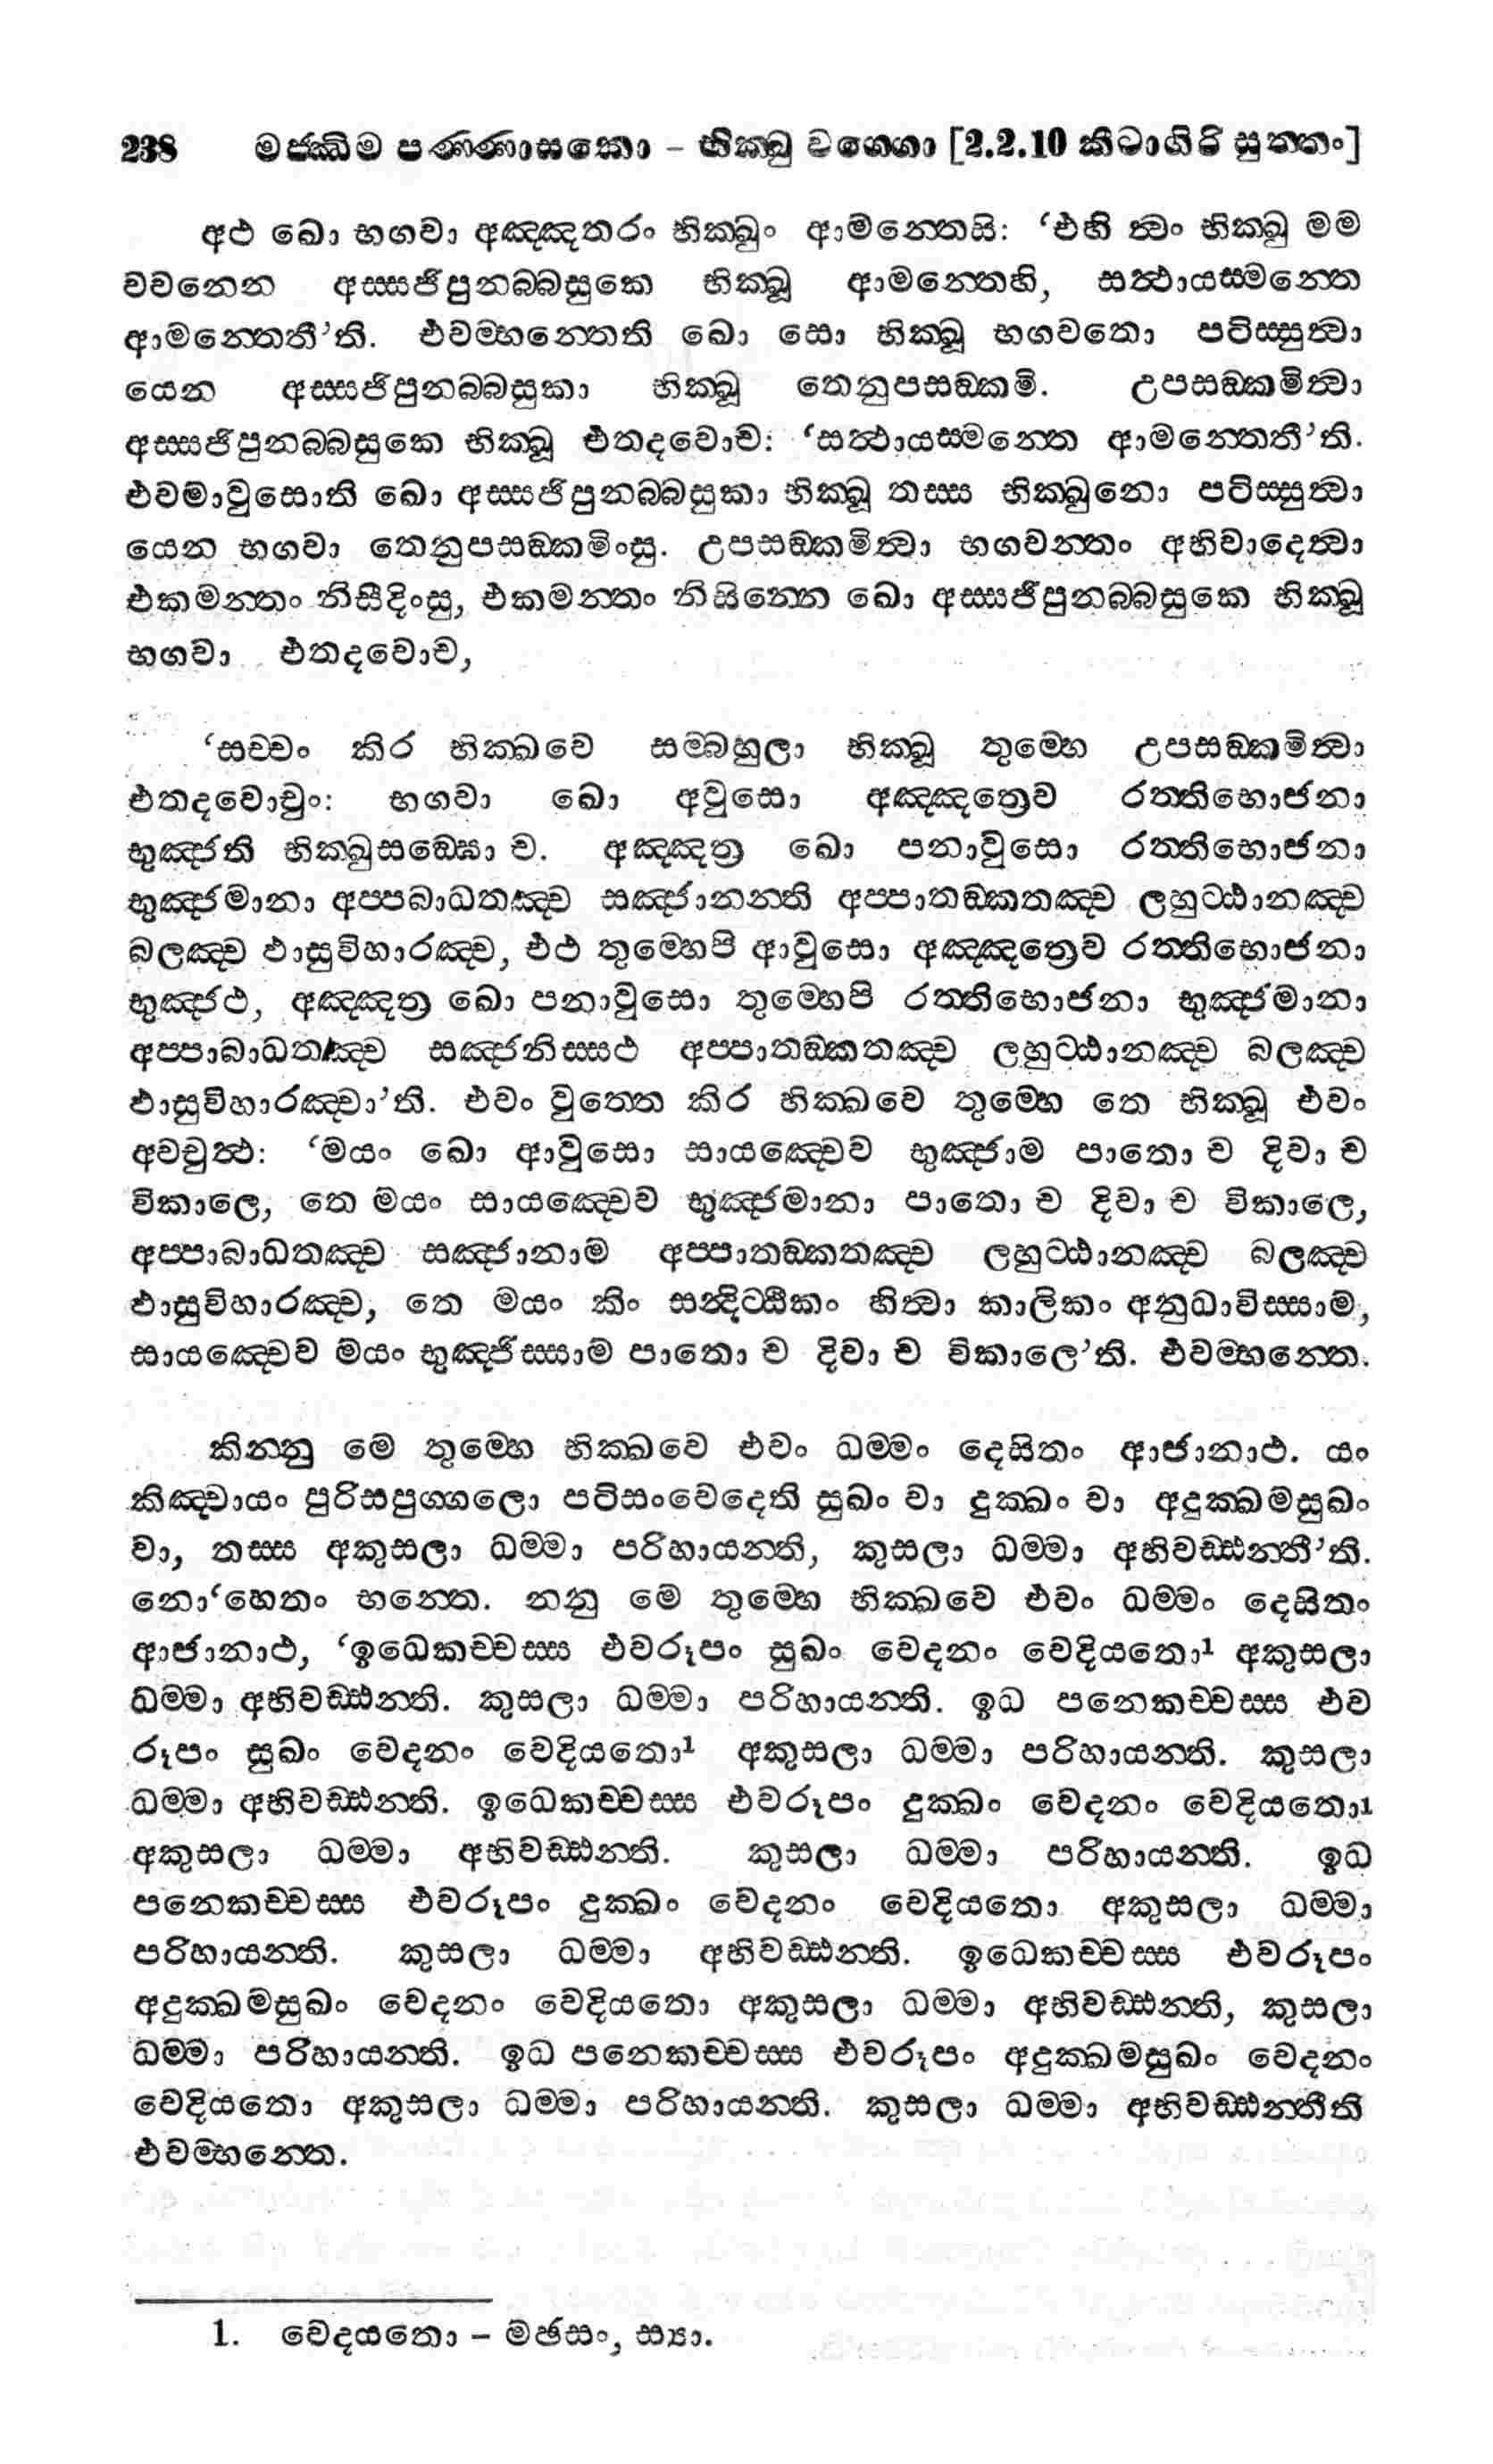 238 මජ්ඣිම පණ්ණාසකො – භික්ඛු වග්ගො [2.2.10 කීටාගිරි සුත්තං]
අථ ඛො භගවා අඤ්ඤතරං භික්ඛුං ආමන්තෙසි: ‘එහි ත්වං භික්ඛු මම
වචනෙන අස්සජිපුනබ්බසුකෙ භික්ඛූ ආමන්තෙහි, සත්ථායස්මන්තෙ
ආමන්තෙතී’ති. එවම්භන්තෙති ඛො සො භික්ඛූ භගවතො පටිස්සුත්වා
යෙන අස්සජිපුනබ්බසුකා භික්ඛූ තෙනුපසඞ්කමි. උපසඞ්කමිත්වා
අස්සජිපුනබ්බසුකෙ භික්ඛූ එතදවොච: ‘සත්ථායස්මන්තෙ ආමන්තෙතී’ති.
එවමාවුසොති ඛො අස්සජිපුනබ්බසුකා භික්ඛූ තස්ස භික්ඛුනො පටිස්සුත්වා
යෙන භගවා තෙනුපසඞ්කමිංසු. උපසඞ්කමිත්වා භගවන්තං අභිවාදෙත්වා
එකමන්තං නිසීදිංසු, එකමන්තං නිසින්නෙ ඛො අස්සජිපුනබ්බසුකෙ භික්ඛූ
භගවා එතදවොච,
‘සච්චං කිර භික්ඛවෙ සම්බහුලා භික්ඛූ තුම්හෙ උපසඞ්කමිත්වා
එතදවොචුං: භගවා ඛො අවුසො අඤ්ඤත්‍රෙව රත්තිභොජනා
භුඤ්ජති භික්ඛුසඞ්ඝො ච. අඤ්ඤත්‍ර ඛො පනාවුසො රත්තිභොජනා
භුඤ්ජමානා අප්පබාධතඤ්ච සඤ්ජානන්ති අප්පාතඞ්කතඤ්ච ලහුට්ඨානඤ්ච
බලඤ්ච ඵාසුවිහාරඤ්ච, එථ තුම්හෙපි ආවුසො අඤ්ඤත්‍රෙව රත්තිභොජනා
භුඤ්ජථ, අඤ්ඤත්‍ර ඛො පනාවුසො තුම්හෙපි රත්තිභොජනා භුඤ්ජමානා
අප්පාබාධතඤ්ච සඤ්ජනිස්සථ අප්පාතඞ්කතඤ්ච ලහුට්ඨානඤ්ච බලඤ්ච
ඵාසුවිහාරඤ්චා’ති. එවං වුත්තෙ කිර භික්ඛවෙ තුම්හෙ තෙ භික්ඛූ එවං
අවචුත්ථ: ‘මයං ඛො ආවුසො සායඤ්චෙව භුඤ්ජාම පාතො ච දිවා ච
විකාලෙ, තෙ මයං සායඤ්චෙව භුඤ්ජමානා පාතො ච දිවා ච විකාලෙ,
අප්පාබාධතඤ්ච සඤ්ජානාම අප්පාතඞ්කතඤ්ච ලහුට්ඨානඤ්ච බලඤ්ච
ඵාසුවිහාරඤ්ච, තෙ මයං කිං සන්දිට්ඨිකං හිත්වා කාලිකං අනුධාවිස්සාම,
සායඤ්චෙව මයං භුඤ්ජිස්සාම පාතො ච දිවා ච විකාලෙ’ති. එවම්භන්තෙ.
කින්නු මෙ තුම්හෙ භික්ඛවෙ එවං ධම්මං දෙසිතං ආජානාථ. යං
කිඤ්චායං පුරිසපුග්ගලො පටිසංවෙදෙති සුඛං වා දුක්ඛං වා අදුක්ඛමසුඛං
වා, තස්ස අකුසලා ධම්මා පරිහායන්ති, කුසලා ධම්මා අභිවඩ්ඪන්තී’ති.
නො‘හෙතං භන්තෙ. නනු මෙ තුම්හෙ භික්ඛවෙ එවං ධම්මං දෙසිතං
ආජානාථ, ‘ඉධෙකච්චස්ස එවරූපං සුඛං වෙදනං වෙදියතො¹ අකුසලා
ධම්මා අභිවඩ්ඪන්ති. කුසලා ධම්මා පරිහායන්ති. ඉධ පනෙකච්චස්ස එව
රූපං සුඛං වෙදනං වෙදියතො¹ අකුසලා ධම්මා පරිහායන්ති. කුසලා
ධම්මා අභිවඩ්ඪන්ති. ඉධෙකච්චස්ස එවරූපං දුක්ඛං වෙදනං වෙදියතො¹
අකුසලා ධම්මා අභිවඩ්ඪන්ති. කුසලා ධම්මා පරිහායන්ති. ඉධ
පනෙකච්චස්ස එවරූපං දුක්ඛං වෙදනං වෙදියතො අකුසලා ධම්මා
පරිහායන්ති. කුසලා ධම්මා අභිවඩ්ඪන්ති. ඉධෙකච්චස්ස එවරූපං
අදුක්ඛමසුඛං වෙදනං වෙදියතො අකුසලා ධම්මා අභිවඩ්ඪන්ති, කුසලා
ධම්මා පරිහායන්ති. ඉධ පනෙකච්චස්ස එවරූපං අදුක්ඛමසුඛං වෙදනං
වෙදියතො අකුසලා ධම්මා පරිහායන්ති. කුසලා ධම්මා අභිවඩ්ඪන්තීති
එවම්භන්තෙ.
1. වෙදයතො – මඡසං, ස්‍යා.